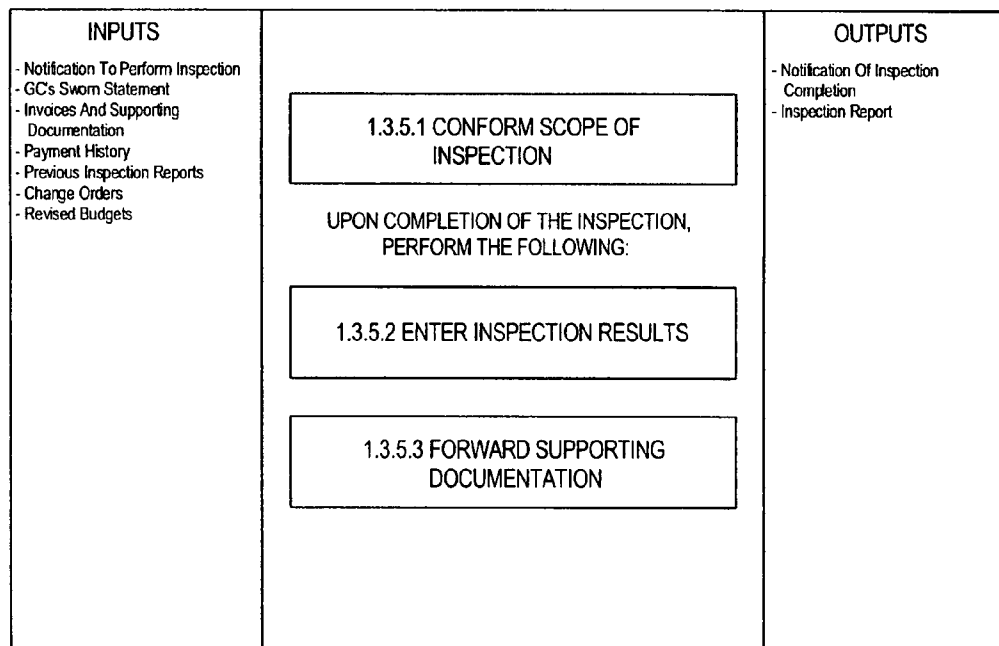 INPUTS
- Notification To Perform Inspection
- GC's Sworn Statement
- Invoices And Supporting
Documentation
- Payment History
- Previous Inspection Reports
- Change Orders
- Revised Budgets
1.3.5.1 CONFORM SCOPE OF
INSPECTION
UPON COMPLETION OF THE INSPECTION,
PERFORM THE FOLLOWING:
1.3.5.2 ENTER INSPECTION RESULTS
1.3.5.3 FORWARD SUPPORTING
DOCUMENTATION
OUTPUTS
- Notification Of Inspection
Completion
- Inspection Report